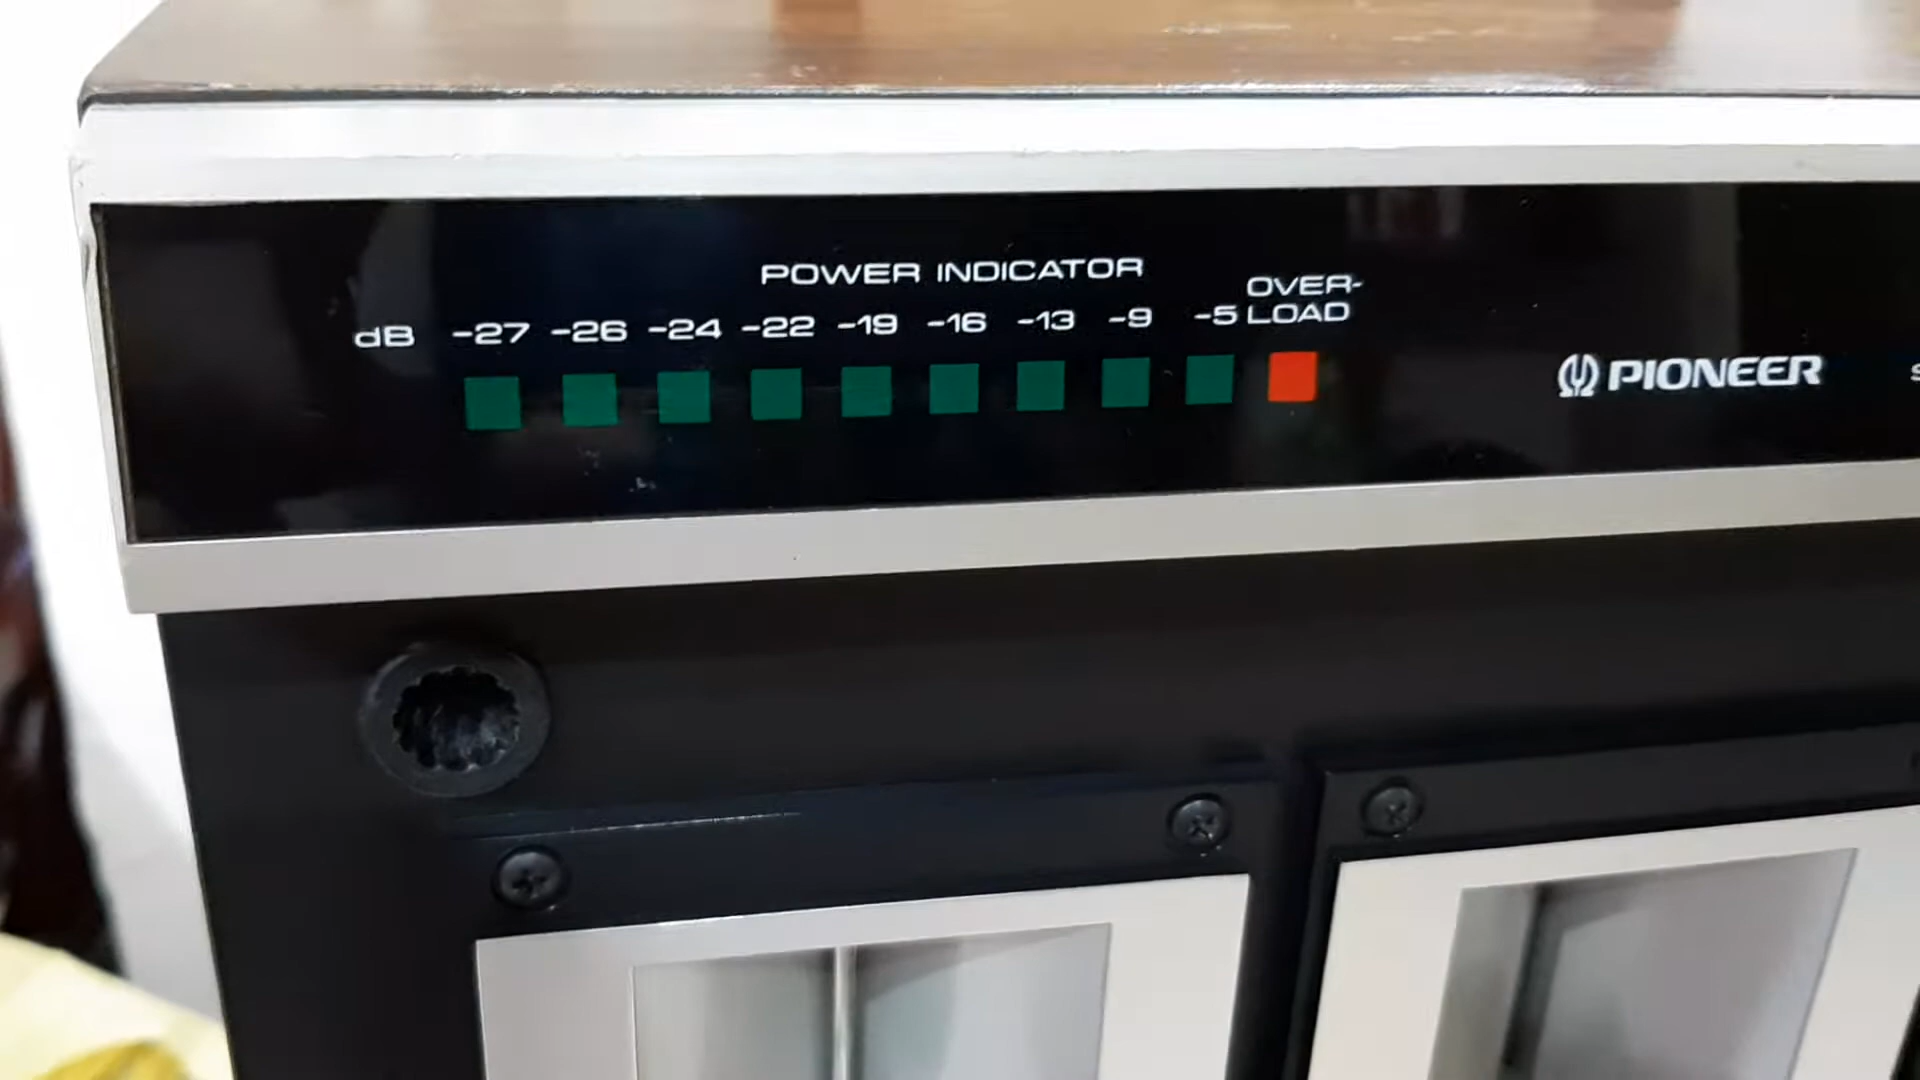 POWER INDICATOR
OVER-
LOAD
dB -27 -26 -24 -22 -19 -16 -13 -9 -5
PIONEER